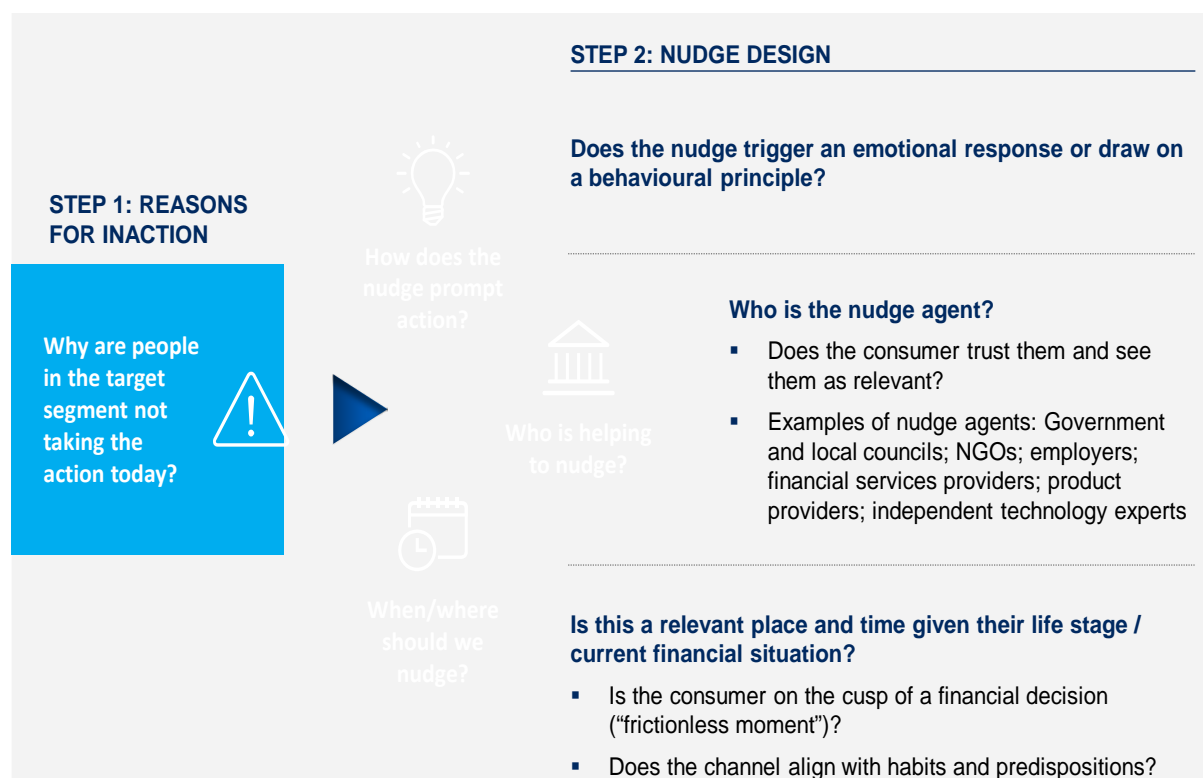 STEP 2: NUDGE DESIGN
Does the nudge trigger an emotional response or draw on
a behavioural principle?
STEP 1: REASONS
FOR INACTION
How does the
nudge prompt
action?
Why are people
in the target
segment not
taking the
action today?
Who is helping
to nudge?
Who is the nudge agent?
▪ Does the consumer trust them and see
them as relevant?
▪ Examples of nudge agents: Government
and local councils; NGOs; employers;
financial services providers; product
providers; independent technology experts
When/where
should we
nudge?
Is this a relevant place and time given their life stage /
current financial situation?
▪ Is the consumer on the cusp of a financial decision
(“frictionless moment”)?
▪ Does the channel align with habits and predispositions?